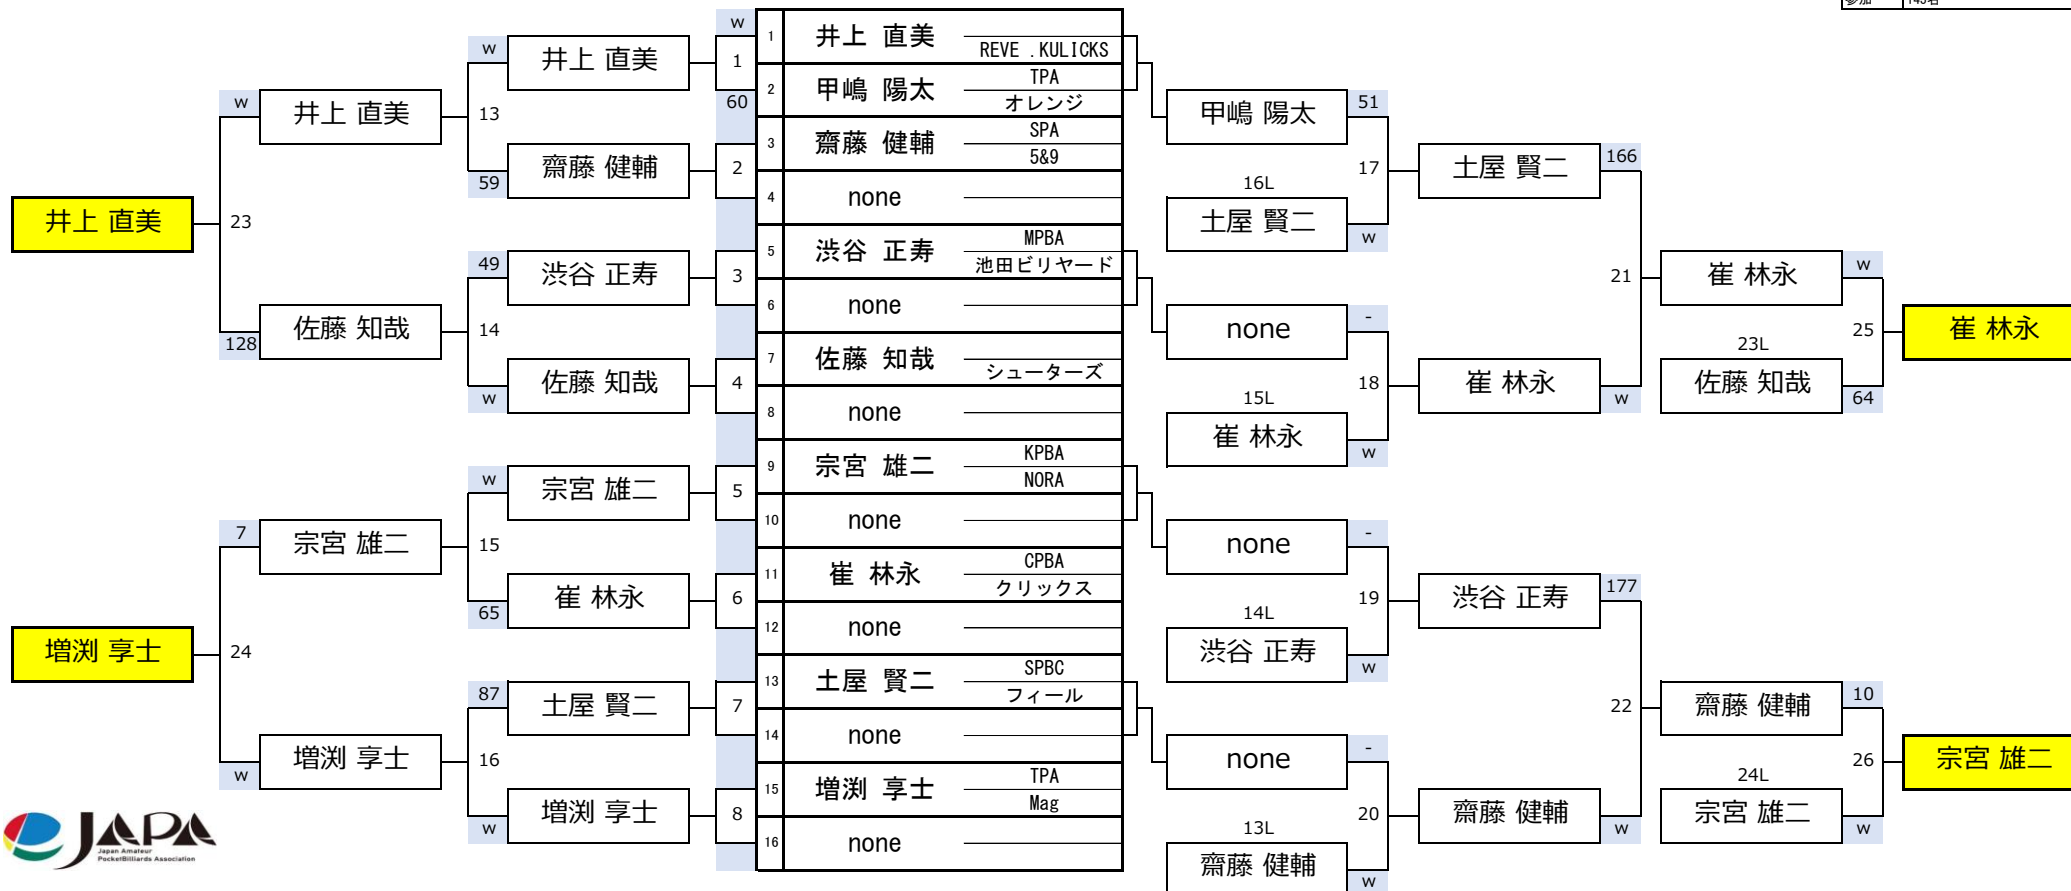 参加 143名
w
1 井上 直美 REVE .KULICKS
w 井上 直美 1
2 甲嶋 陽太 TPA
オレンジ
w 井上 直美 13 60 甲嶋 陽太 51
3 齋藤 健輔 SPA
5&9
59 齋藤 健輔 2 17 土屋 賢二 166
16L
4 none
井上 直美 23 土屋 賢二 w
5 渋谷 正寿 MPBA
池田ビリヤード
49 渋谷 正寿 3 21 崔 林永 w
6 none
128 佐藤 知哉 14 none - 25 崔 林永
23L
7 佐藤 知哉 シューターズ
w 佐藤 知哉 4 18 崔 林永 w 佐藤 知哉 64
15L
8 none
崔 林永 w
9 宗宮 雄二 KPBA
NORA
w 宗宮 雄二 5
10 none
7 宗宮 雄二 15 none -
11 崔 林永 CPBA
クリックス
65 崔 林永 6 19 渋谷 正寿 177
14L
12 none
増渕 享士 24 渋谷 正寿 w
13 土屋 賢二 SPBC
フィール
87 土屋 賢二 7 22 齋藤 健輔 10
14 none
w 増渕 享士 16 none - 26 宗宮 雄二
24L
15 増渕 享士 TPA
Mag
w 増渕 享士 8 20 齋藤 健輔 w 宗宮 雄二 w
13L
16 none
齋藤 健輔 w
JAPA
Japan Amateur
PocketBilliards Association